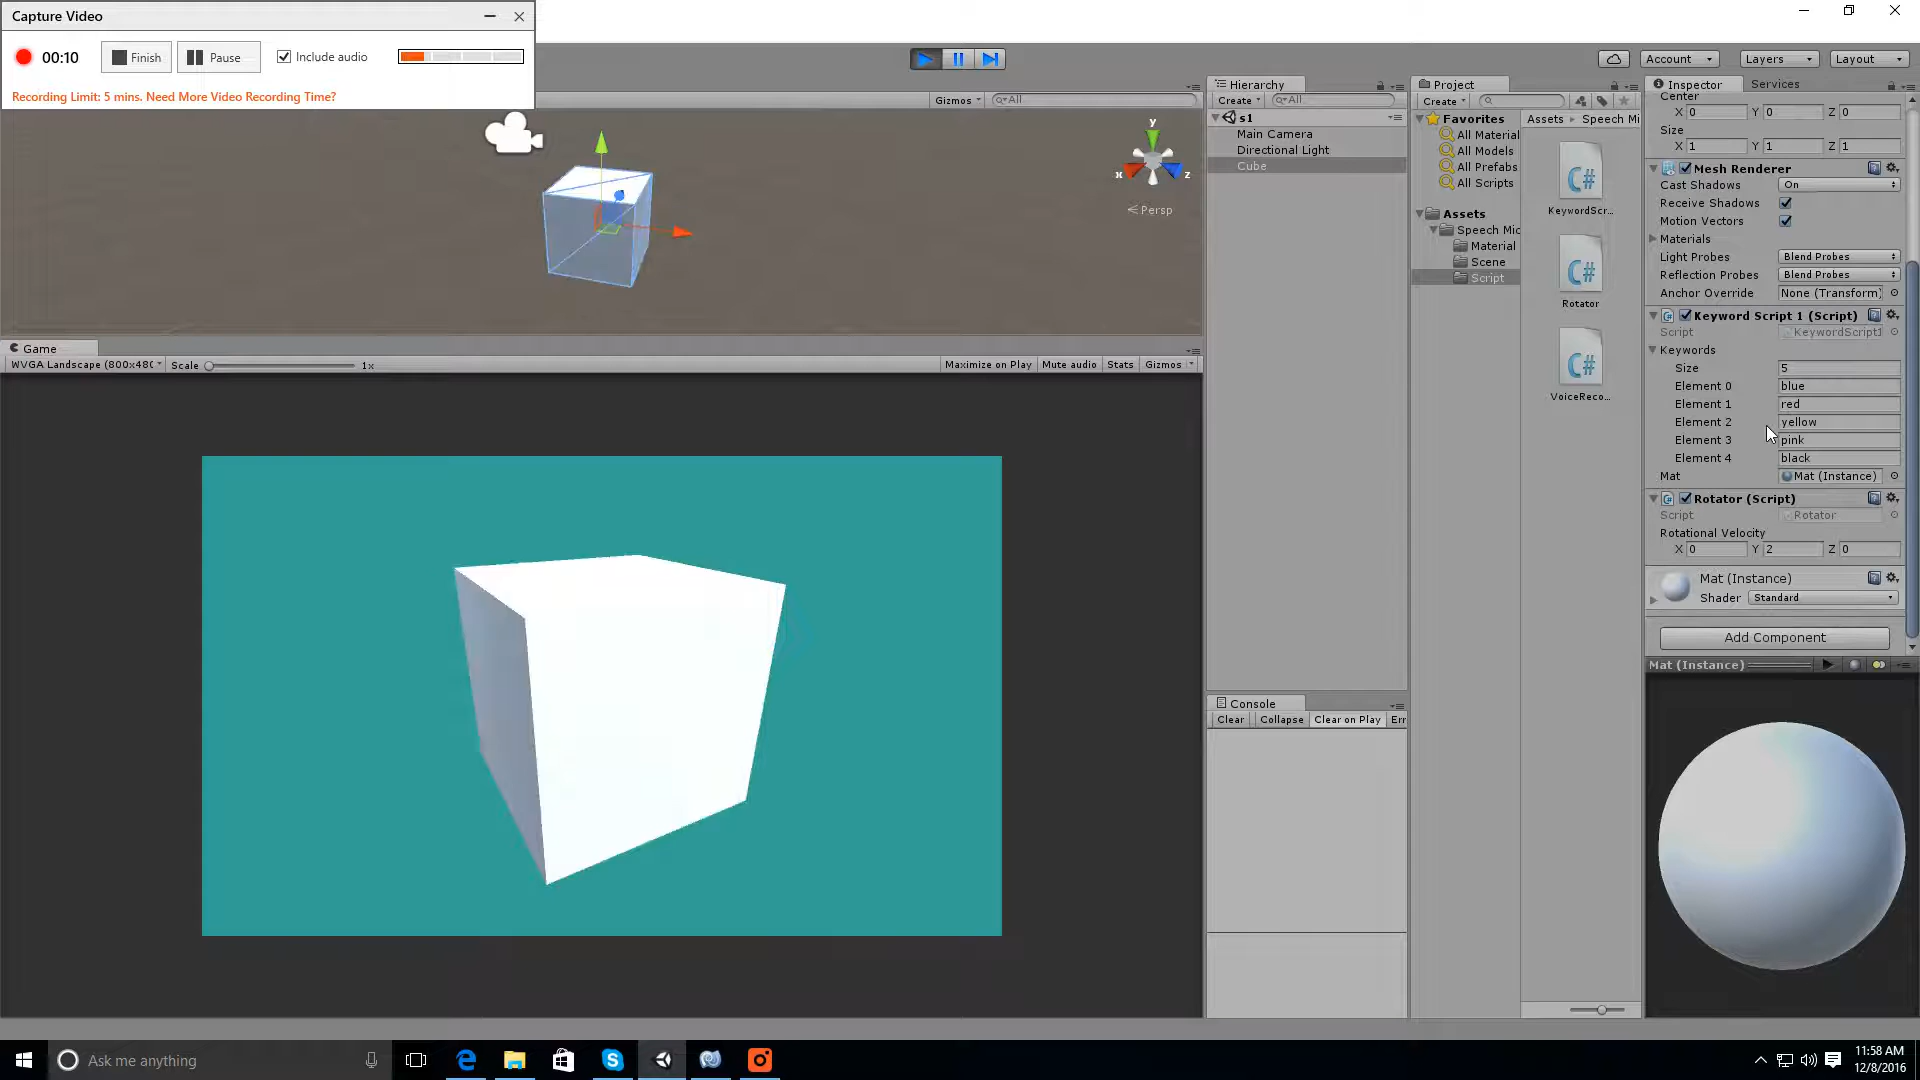 Capture Video
00:10
Finish
Pause
Include audio
Recording Limit: 5 mins. Need More Video Recording Time?
Account
Layers
Layout
Gizmos
All
y
x
z
Persp
Game
WVGA Landscape (800x48(
Scale
1x
Maximize on Play
Mute audio
Stats
Gizmos
Hierarchy
Create
All
s1
Main Camera
Directional Light
Cube
Console
Clear
Collapse
Clear on Play
Err
Project
Create
Favorites
All Material
All Models
All Prefabs
All Scripts
Assets
Speech Mic
Material
Scene
Script
Assets
Speech Mi
C#
KeywordScr...
C#
Rotator
C#
VoiceReco...
Inspector
Services
Center
X 0 Y 0 Z 0
Size
X 1 Y 1 Z 1
Mesh Renderer
Cast Shadows On
Receive Shadows
Motion Vectors
Materials
Light Probes Blend Probes
Reflection Probes Blend Probes
Anchor Override None (Transform)
Keyword Script 1 (Script)
Script KeywordScript1
Keywords
Size 5
Element 0 blue
Element 1 red
Element 2 yellow
Element 3 pink
Element 4 black
Mat Mat (Instance)
Rotator (Script)
Script Rotator
Rotational Velocity
X 0 Y 2 Z 0
Mat (Instance)
Shader Standard
Add Component
Mat (Instance)
Ask me anything
11:58 AM
12/8/2016